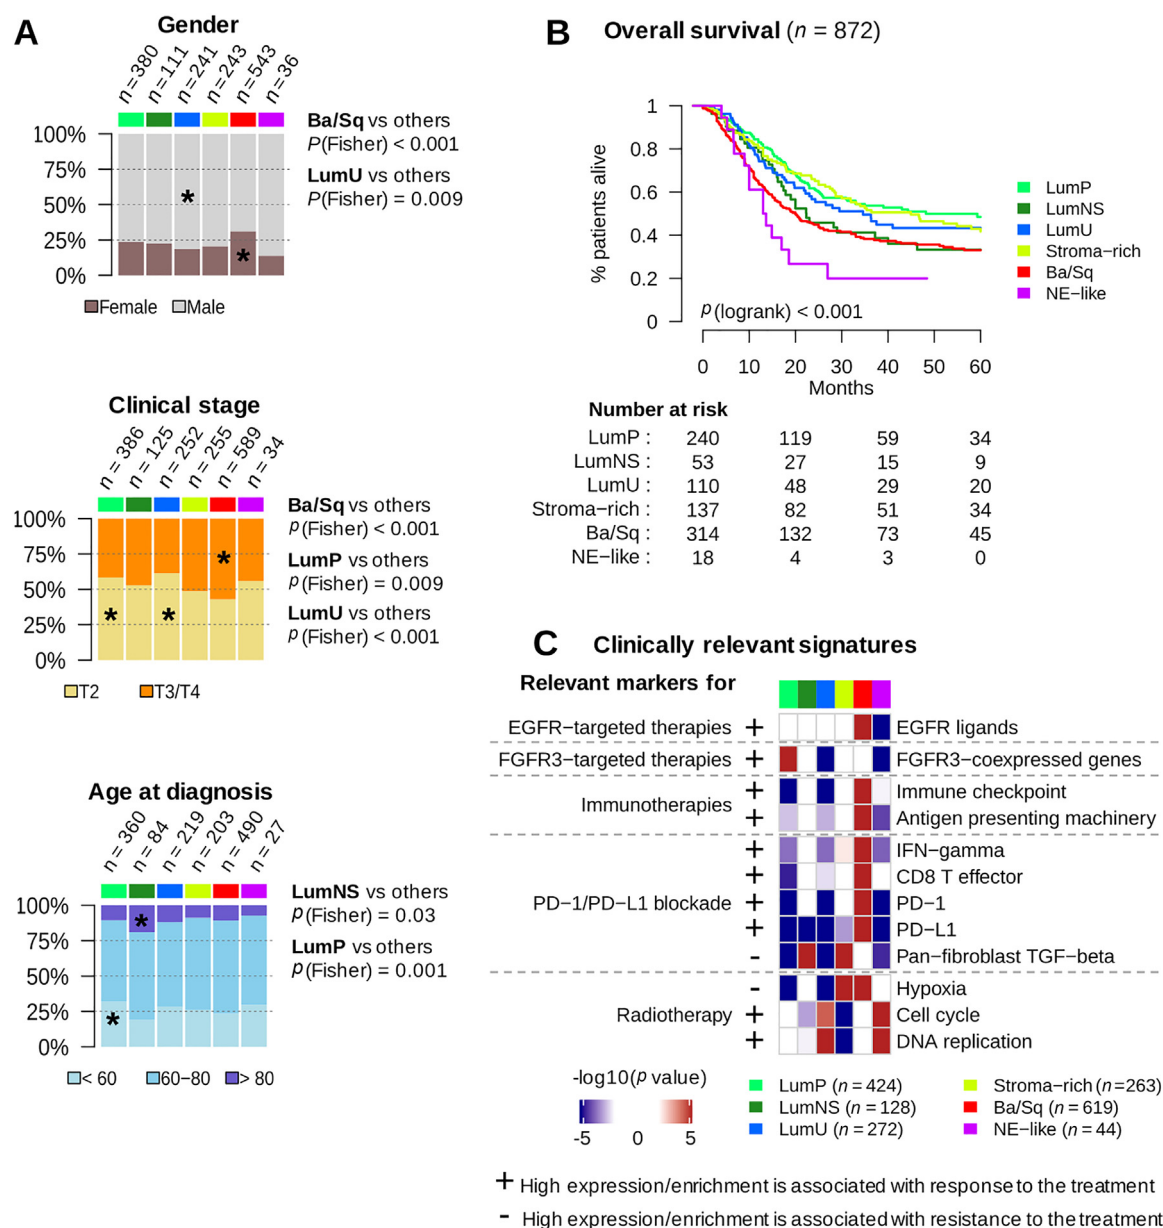 A
Gender
n=380
n=111
n=241
n=243
n=543
n=36
100%
75%
50%
25%
0%
*
*
Female Male
Ba/Sq vs others
P(Fisher) < 0.001
LumU vs others
P(Fisher) = 0.009
Clinical stage
n= 386
n= 125
n= 252
n= 255
n= 589
n= 34
100%
75%
50%
25%
0%
*
*
*
T2 T3/T4
Ba/Sq vs others
p(Fisher) < 0.001
LumP vs others
p(Fisher) = 0.009
LumU vs others
p(Fisher) < 0.001
Age at diagnosis
n= 360
n= 84
n= 219
n= 203
n= 490
n= 27
100%
75%
50%
25%
0%
*
*
< 60 60−80 > 80
LumNS vs others
p(Fisher) = 0.03
LumP vs others
p(Fisher) = 0.001
B
Overall survival (n = 872)
% patients alive
1
0.8
0.6
0.4
0.2
0
p(logrank) < 0.001
0 10 20 30 40 50 60
Months
LumP
LumNS
LumU
Stroma−rich
Ba/Sq
NE−like
Number at risk
LumP : 240 119 59 34
LumNS : 53 27 15 9
LumU : 110 48 29 20
Stroma−rich : 137 82 51 34
Ba/Sq : 314 132 73 45
NE−like : 18 4 3 0
C
Clinically relevant signatures
Relevant markers for
EGFR−targeted therapies + EGFR ligands
FGFR3−targeted therapies + FGFR3−coexpressed genes
Immunotherapies
+ Immune checkpoint
+ Antigen presenting machinery
PD−1/PD−L1 blockade
+ IFN−gamma
+ CD8 T effector
+ PD−1
+ PD−L1
- Pan−fibroblast TGF−beta
Radiotherapy
- Hypoxia
+ Cell cycle
+ DNA replication
-log10(p value)
-5 0 5
LumP (n=424)
LumNS (n=128)
LumU (n=272)
Stroma−rich (n=263)
Ba/Sq (n=619)
NE−like (n=44)
+ High expression/enrichment is associated with response to the treatment
- High expression/enrichment is associated with resistance to the treatment